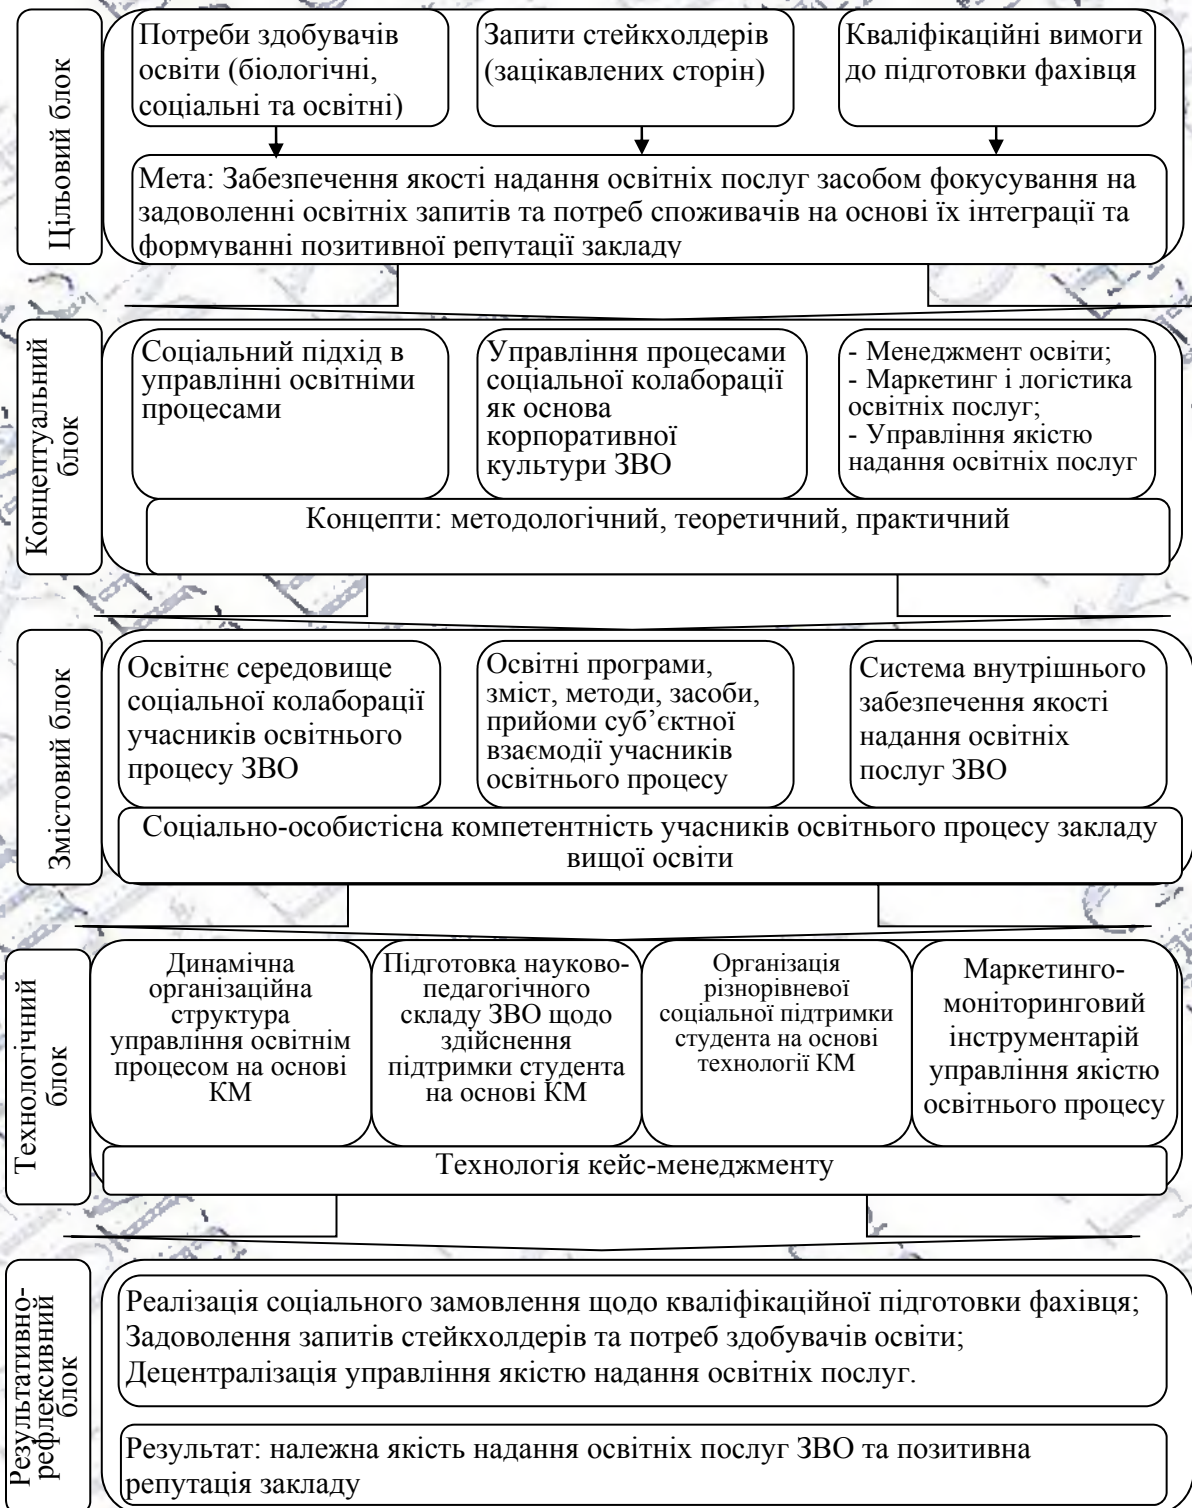 Цільовий блок
Потреби здобувачів
освіти (біологічні,
соціальні та освітні)
Запити стейкхолдерів
(зацікавлених сторін)
Кваліфікаційні вимоги
до підготовки фахівця
Мета: Забезпечення якості надання освітніх послуг засобом фокусування на
задоволенні освітніх запитів та потреб споживачів на основі їх інтеграції та
формуванні позитивної репутації закладу
Концептуальний
блок
Соціальний підхід в
управлінні освітніми
процесами
Управління процесами
соціальної колаборації
як основа
корпоративної
культури ЗВО
- Менеджмент освіти;
- Маркетинг і логістика
освітніх послуг;
- Управління якістю
надання освітніх послуг
Концепти: методологічний, теоретичний, практичний
Змістовий блок
Освітнє середовище
соціальної колаборації
учасників освітнього
процесу ЗВО
Освітні програми,
зміст, методи, засоби,
прийоми суб’єктної
взаємодії учасників
освітнього процесу
Система внутрішнього
забезпечення якості
надання освітніх
послуг ЗВО
Соціально-особистісна компетентність учасників освітнього процесу закладу
вищої освіти
Технологічний
блок
Динамічна
організаційна
структура
управління освітнім
процесом на основі
КМ
Підготовка науково-
педагогічного
складу ЗВО щодо
здійснення
підтримки студента
на основі КМ
Організація
різнорівневої
соціальної підтримки
студента на основі
технології КМ
Маркетинго-
моніторинговий
інструментарій
управління якістю
освітнього процесу
Технологія кейс-менеджменту
Результативно-
рефлексивний
блок
Реалізація соціального замовлення щодо кваліфікаційної підготовки фахівця;
Задоволення запитів стейкхолдерів та потреб здобувачів освіти;
Децентралізація управління якістю надання освітніх послуг.
Результат: належна якість надання освітніх послуг ЗВО та позитивна
репутація закладу